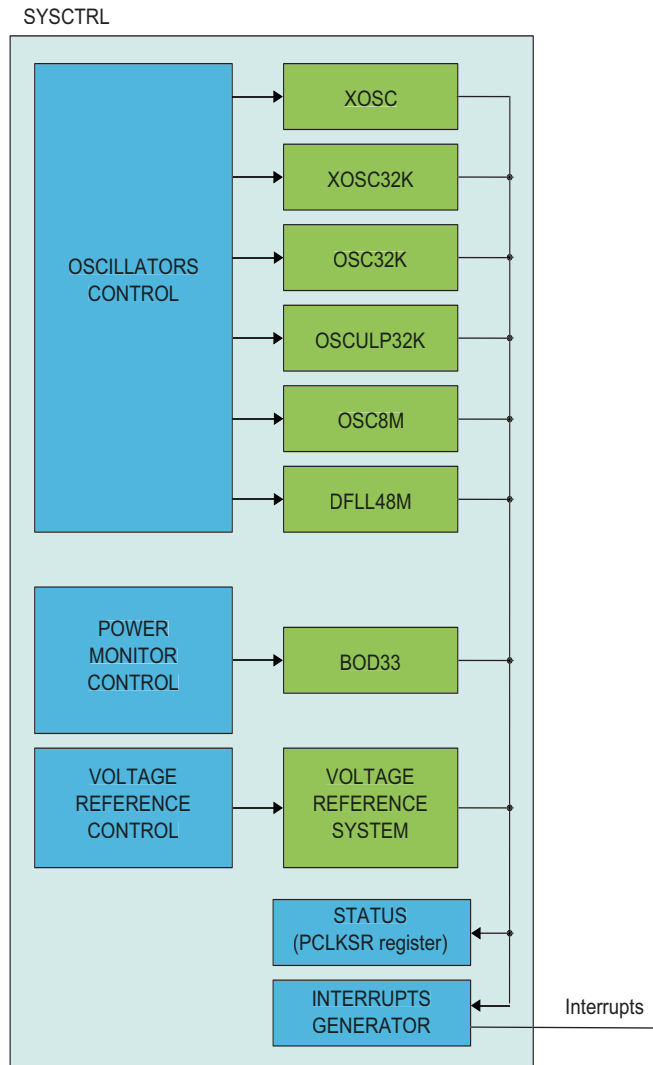 SYSCTRL
OSCILLATORS
CONTROL
XOSC
XOSC32K
OSC32K
OSCULP32K
OSC8M
DFLL48M
POWER
MONITOR
CONTROL
BOD33
VOLTAGE
REFERENCE
CONTROL
VOLTAGE
REFERENCE
SYSTEM
STATUS
(PCLKSR register)
INTERRUPTS
GENERATOR
Interrupts